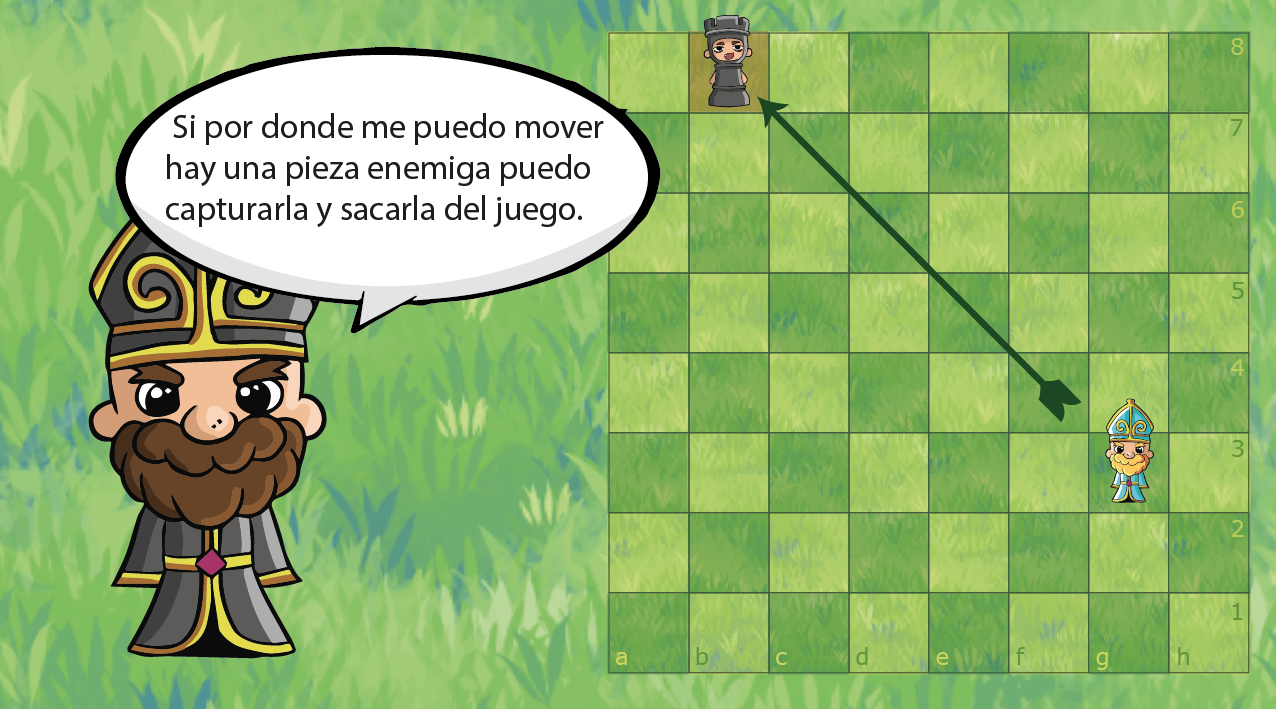 Si por donde me puedo mover
hay una pieza enemiga puedo
capturarla y sacarla del juego.
8
7
6
5
4
3
2
1
a b c d e f g h